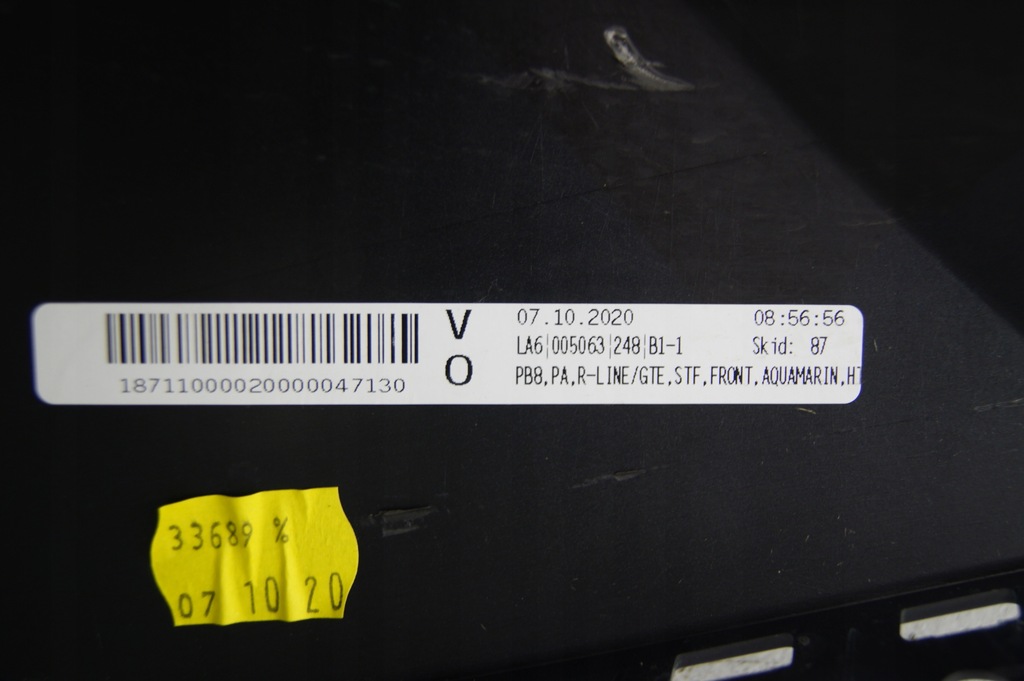 V
O
07.10.2020 08:56:56
LA6|005063|248|B1-1 Skid: 87
PB8,PA,R-LINE/GTE,STF,FRONT,AQUAMARIN,H
18711000020000047130
33689 %
07 10 20